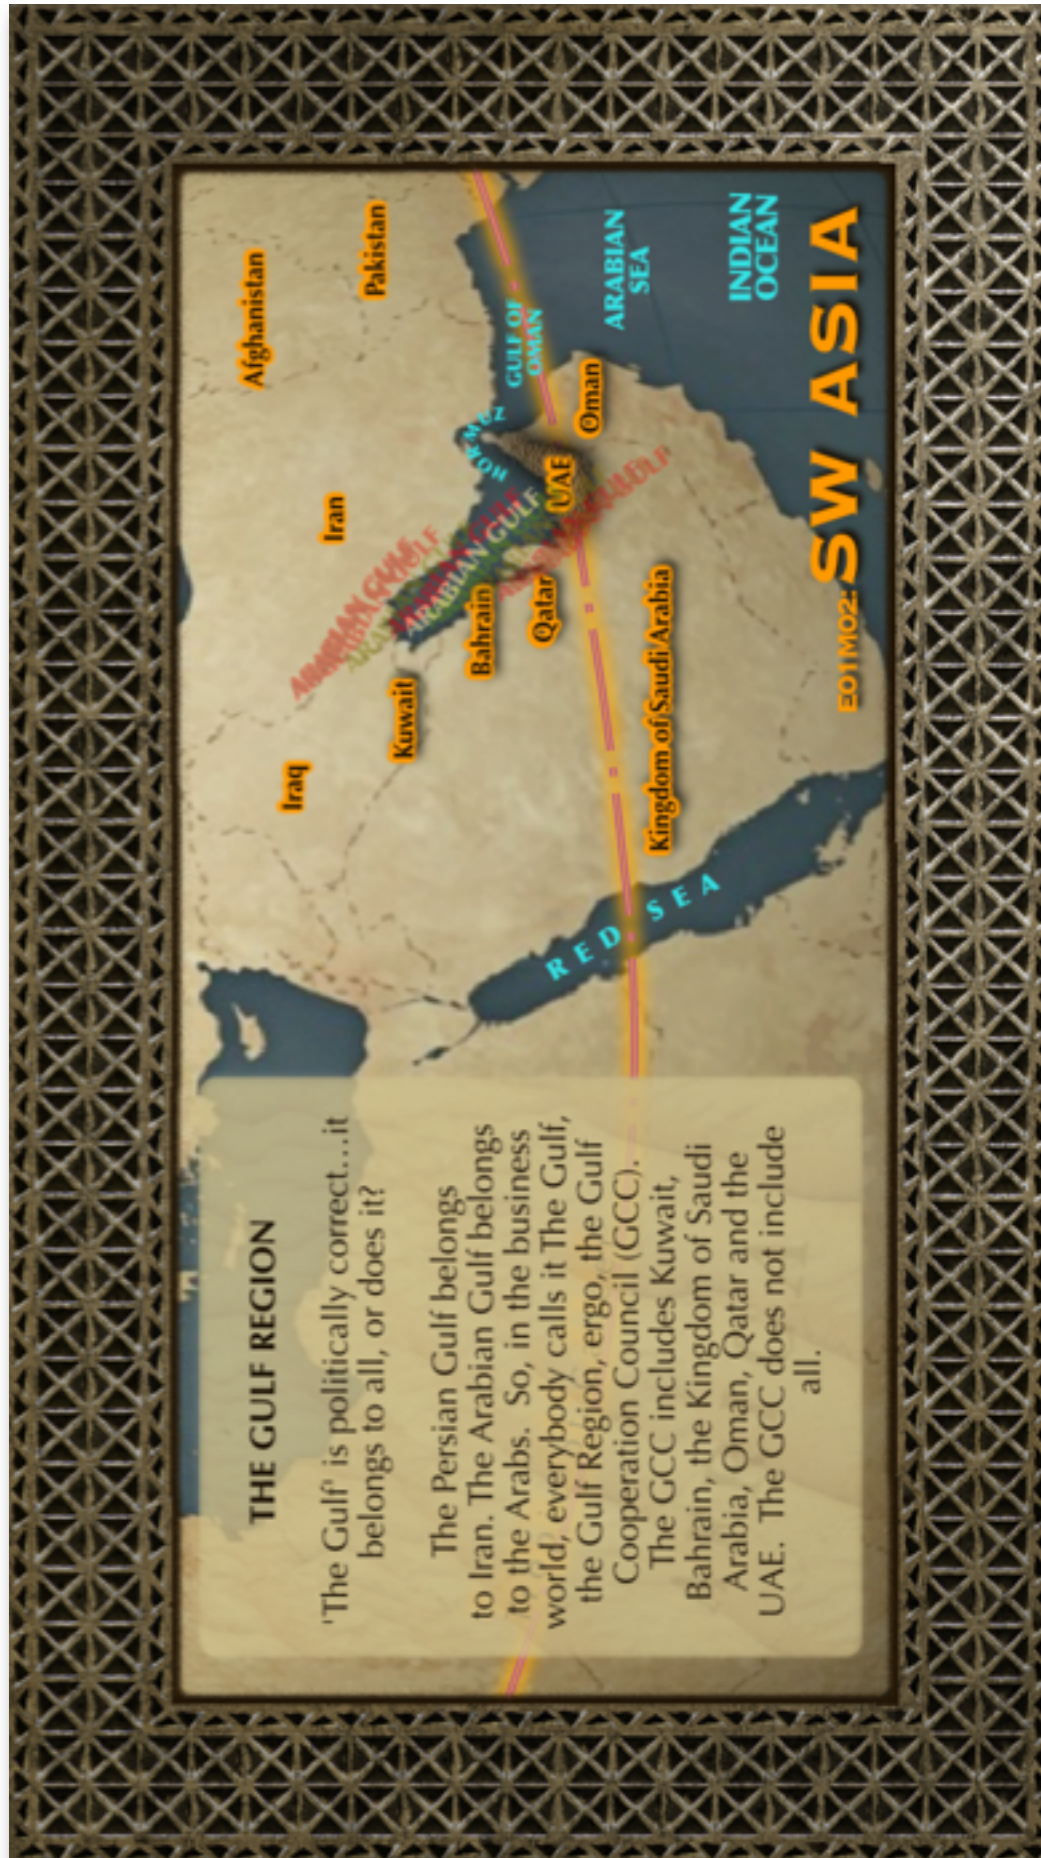 THE GULF REGION
'The Gulf' is politically correct...it
belongs to all, or does it?
The Persian Gulf belongs
to Iran. The Arabian Gulf belongs
to the Arabs. So, in the business
world, everybody calls it The Gulf,
the Gulf Region, ergo, the Gulf
Cooperation Council (GCC).
The GCC includes Kuwait,
Bahrain, the Kingdom of Saudi
Arabia, Oman, Qatar and the
UAE. The GCC does not include
all.
Afghanistan
Pakistan
Iran
Iraq
Kuwait
Bahrain
Qatar
UAE
Oman
Kingdom of Saudi Arabia
HORMUZ
GULF OF
OMAN
ARABIAN GULF
ARABIAN
SEA
INDIAN
OCEAN
RED SEA
E01M02: SW ASIA